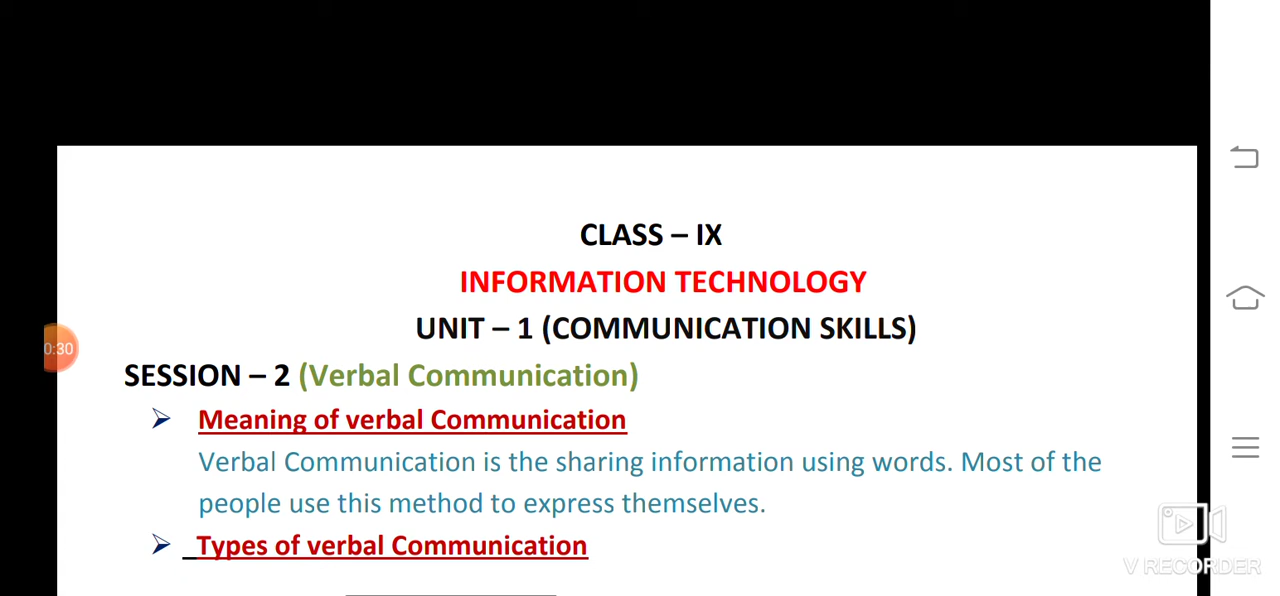 CLASS – IX
INFORMATION TECHNOLOGY
UNIT – 1 (COMMUNICATION SKILLS)
0:30
SESSION – 2 (Verbal Communication)
➢ Meaning of verbal Communication
Verbal Communication is the sharing information using words. Most of the
people use this method to express themselves.
➢ _Types of verbal Communication
V RECORDER